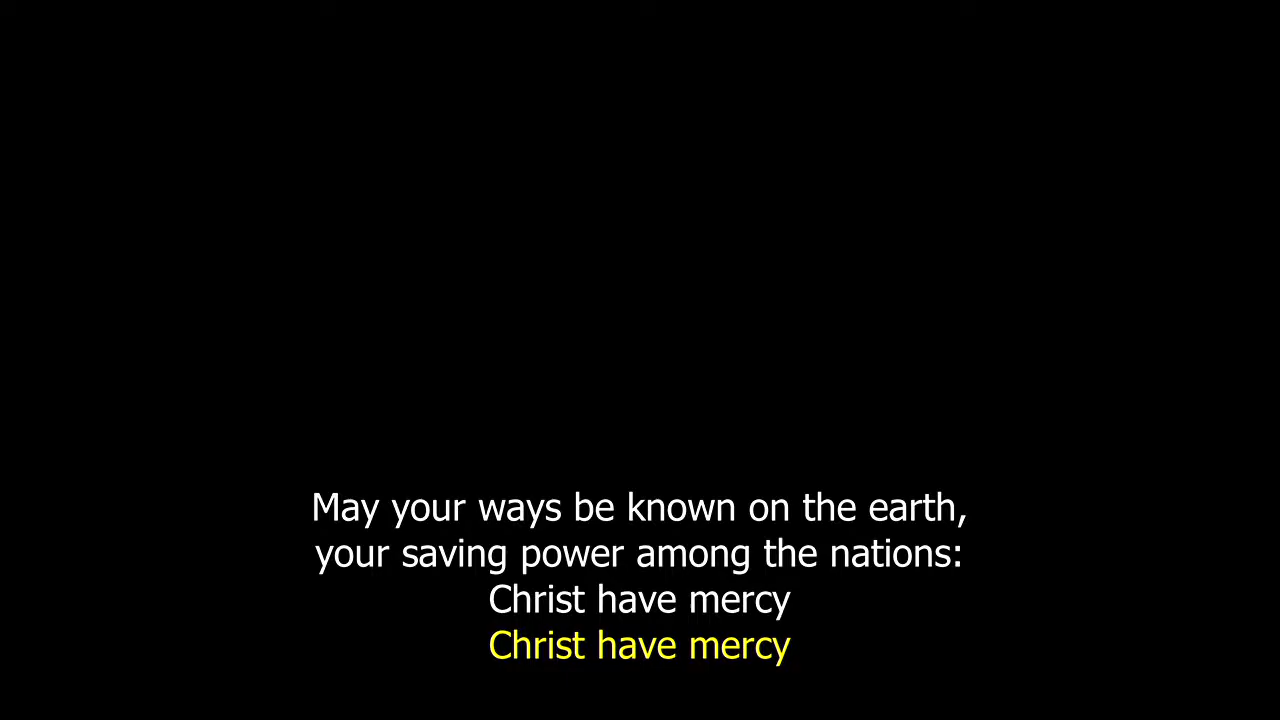 May your ways be known on the earth,
your saving power among the nations:
Christ have mercy
Christ have mercy